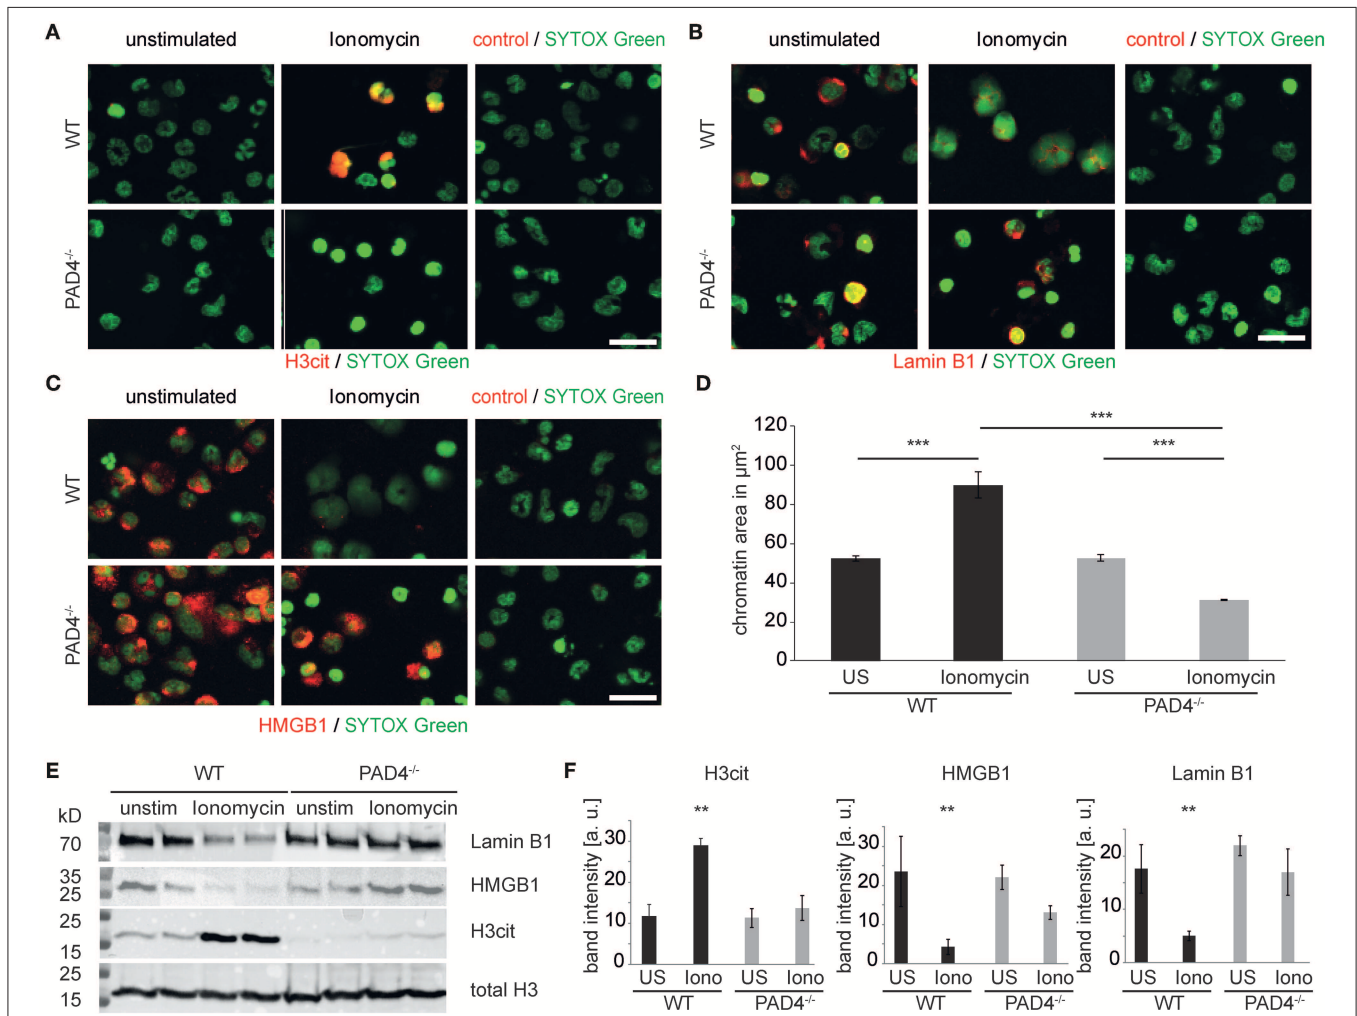 A
unstimulated Ionomycin control / SYTOX Green
WT
PAD4-/-
H3cit / SYTOX Green
B
unstimulated Ionomycin control / SYTOX Green
WT
PAD4-/-
Lamin B1 / SYTOX Green
C
unstimulated Ionomycin control / SYTOX Green
WT
PAD4-/-
HMGB1 / SYTOX Green
D
chromatin area in µm²
120
100
80
60
40
20
0
*** *** ***
US Ionomycin US Ionomycin
WT PAD4-/-
E
WT PAD4-/-
unstim Ionomycin unstim Ionomycin
kD
70 Lamin B1
35
25 HMGB1
25
15 H3cit
25
15 total H3
F
H3cit
band intensity [a. u.]
**
30
20
10
0
US Iono US Iono
WT PAD4-/-
HMGB1
band intensity [a. u.]
**
30
20
10
0
US Iono US Iono
WT PAD4-/-
Lamin B1
band intensity [a. u.]
**
20
10
0
US Iono US Iono
WT PAD4-/-